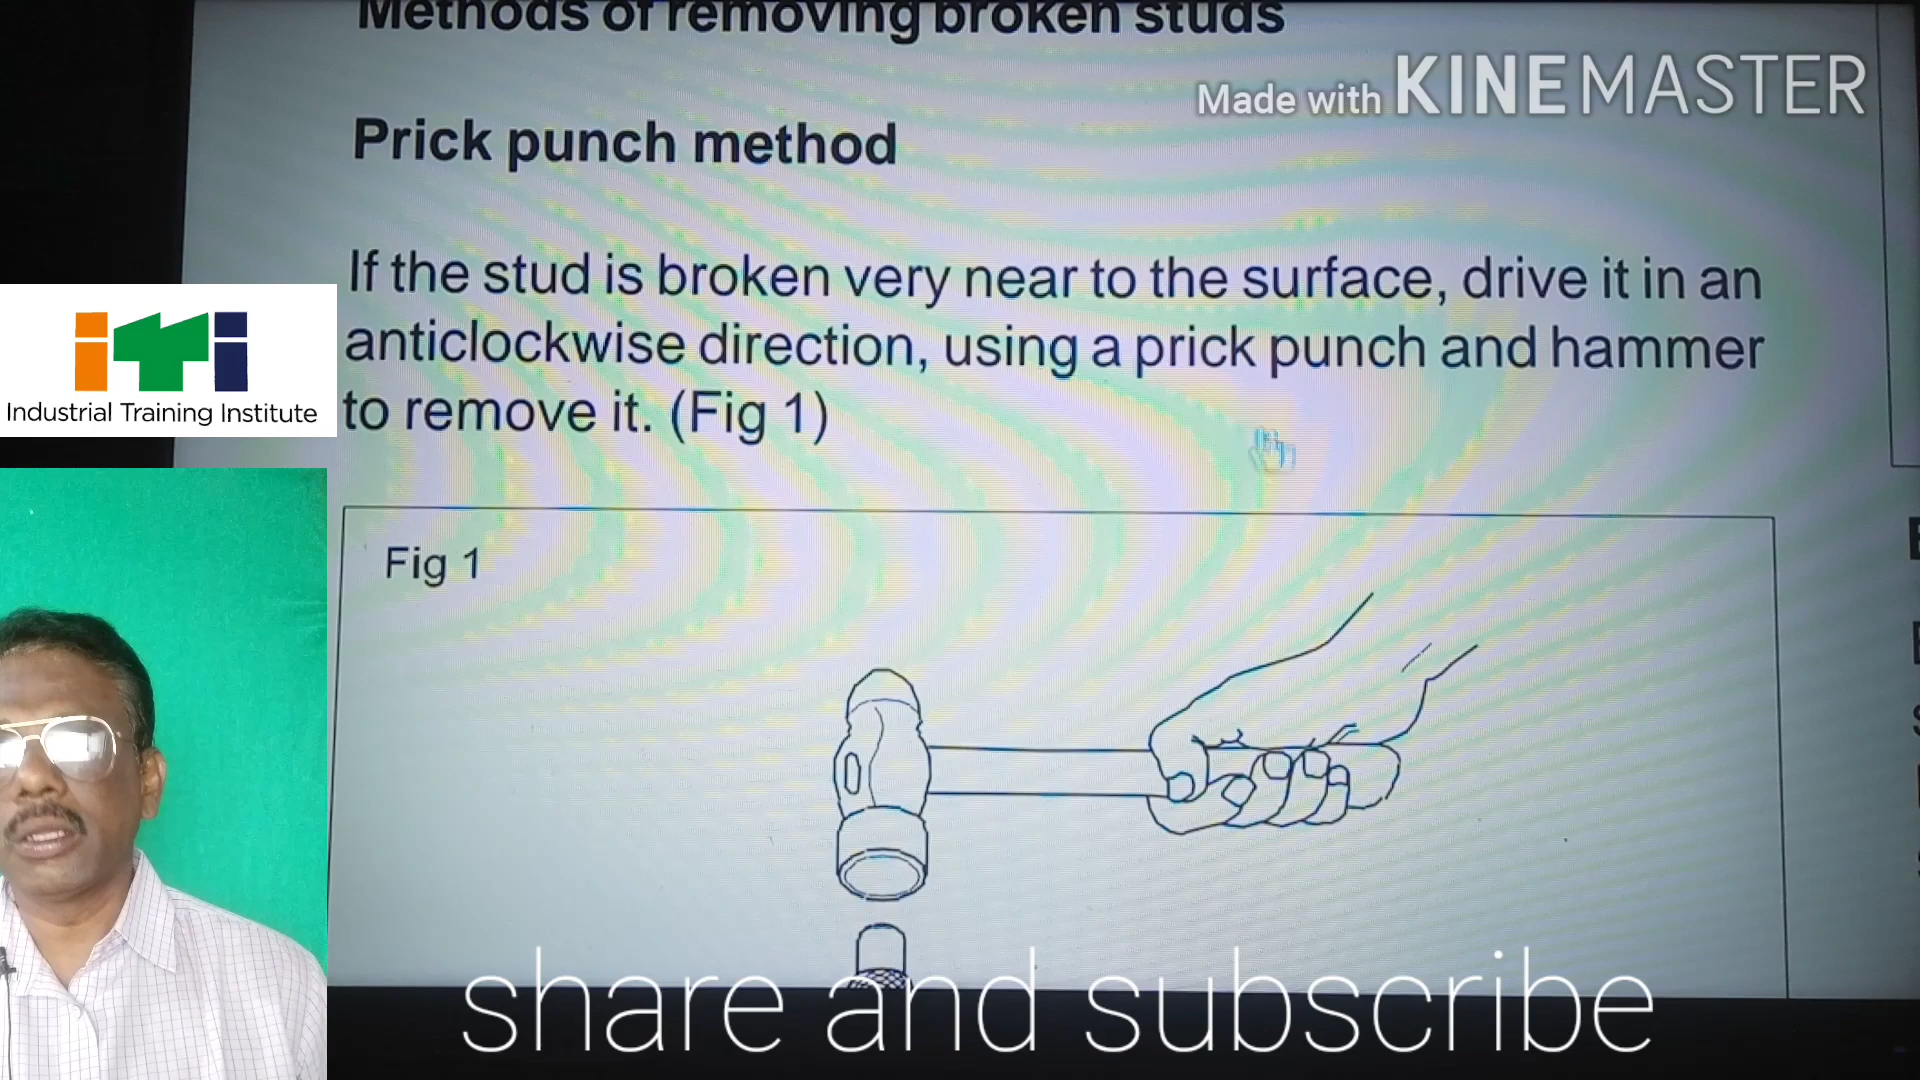 Methods of removing broken studs
Made with KINEMASTER
Prick punch method
If the stud is broken very near to the surface, drive it in an
anticlockwise direction, using a prick punch and hammer
to remove it. (Fig 1)
iTi
Industrial Training Institute
Fig 1
share and subscribe